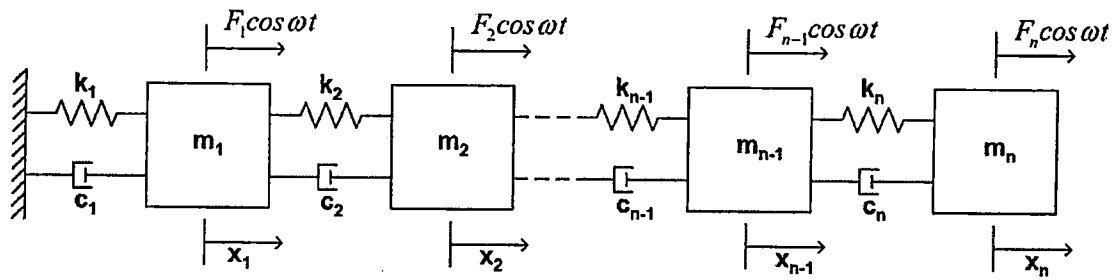 F₁cos ωt F₂cos ωt Fₙ₋₁cos ωt Fₙcos ωt
k₁ k₂ kₙ₋₁ kₙ
m₁ m₂ mₙ₋₁ mₙ
c₁ c₂ cₙ₋₁ cₙ
x₁ x₂ xₙ₋₁ xₙ